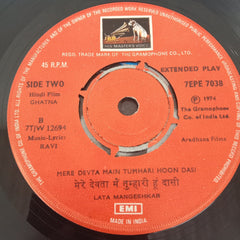 HIS MASTER'S VOICE
45 R.P.M.
REGD. TRADE MARK OF THE GRAMOPHONE CO.
EXTENDED PLAY
SIDE TWO
7EPE 7038
Hindi Film
GHATNA
Ⓟ 1974
The Gramophone
Co. of India Ltd.
B
7TJW 12694
Music-Lyric:
RAVI
Aradhana Films
MERE DEVTA MAIN TUMHARI HOON DASI
मेरे देवता मैं तुम्हारी हूं दासी
LATA MANGESHKAR
EMI
MADE IN INDIA